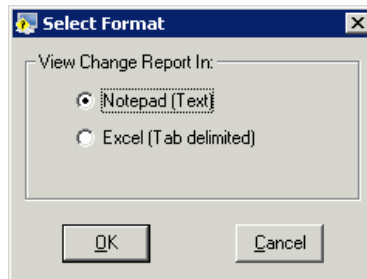 Select Format
View Change Report In:
Notepad (Text)
Excel (Tab delimited)
OK
Cancel